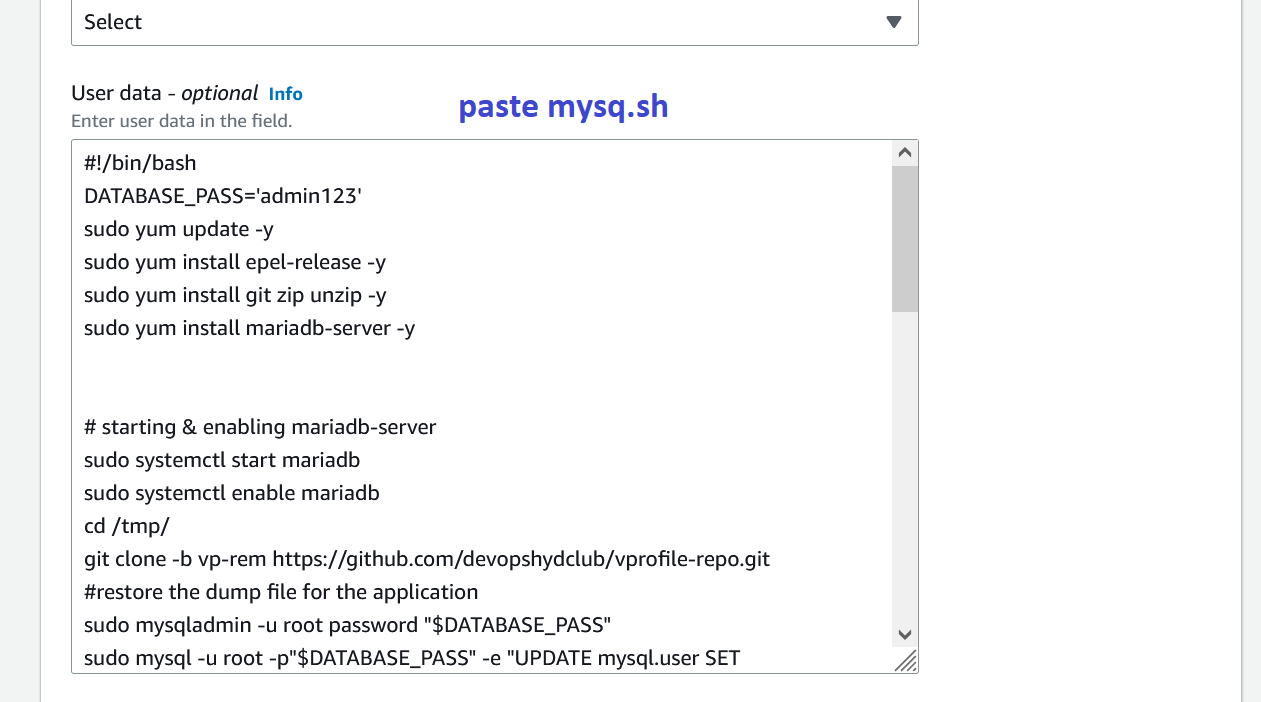 Select
User data - optional Info
paste mysq.sh
Enter user data in the field.
#!/bin/bash
DATABASE_PASS='admin123'
sudo yum update -y
sudo yum install epel-release -y
sudo yum install git zip unzip -y
sudo yum install mariadb-server -y
# starting & enabling mariadb-server
sudo systemctl start mariadb
sudo systemctl enable mariadb
cd /tmp/
git clone -b vp-rem https://github.com/devopshydclub/vprofile-repo.git
#restore the dump file for the application
sudo mysqladmin -u root password "$DATABASE_PASS"
sudo mysql -u root -p"$DATABASE_PASS" -e "UPDATE mysql.user SET